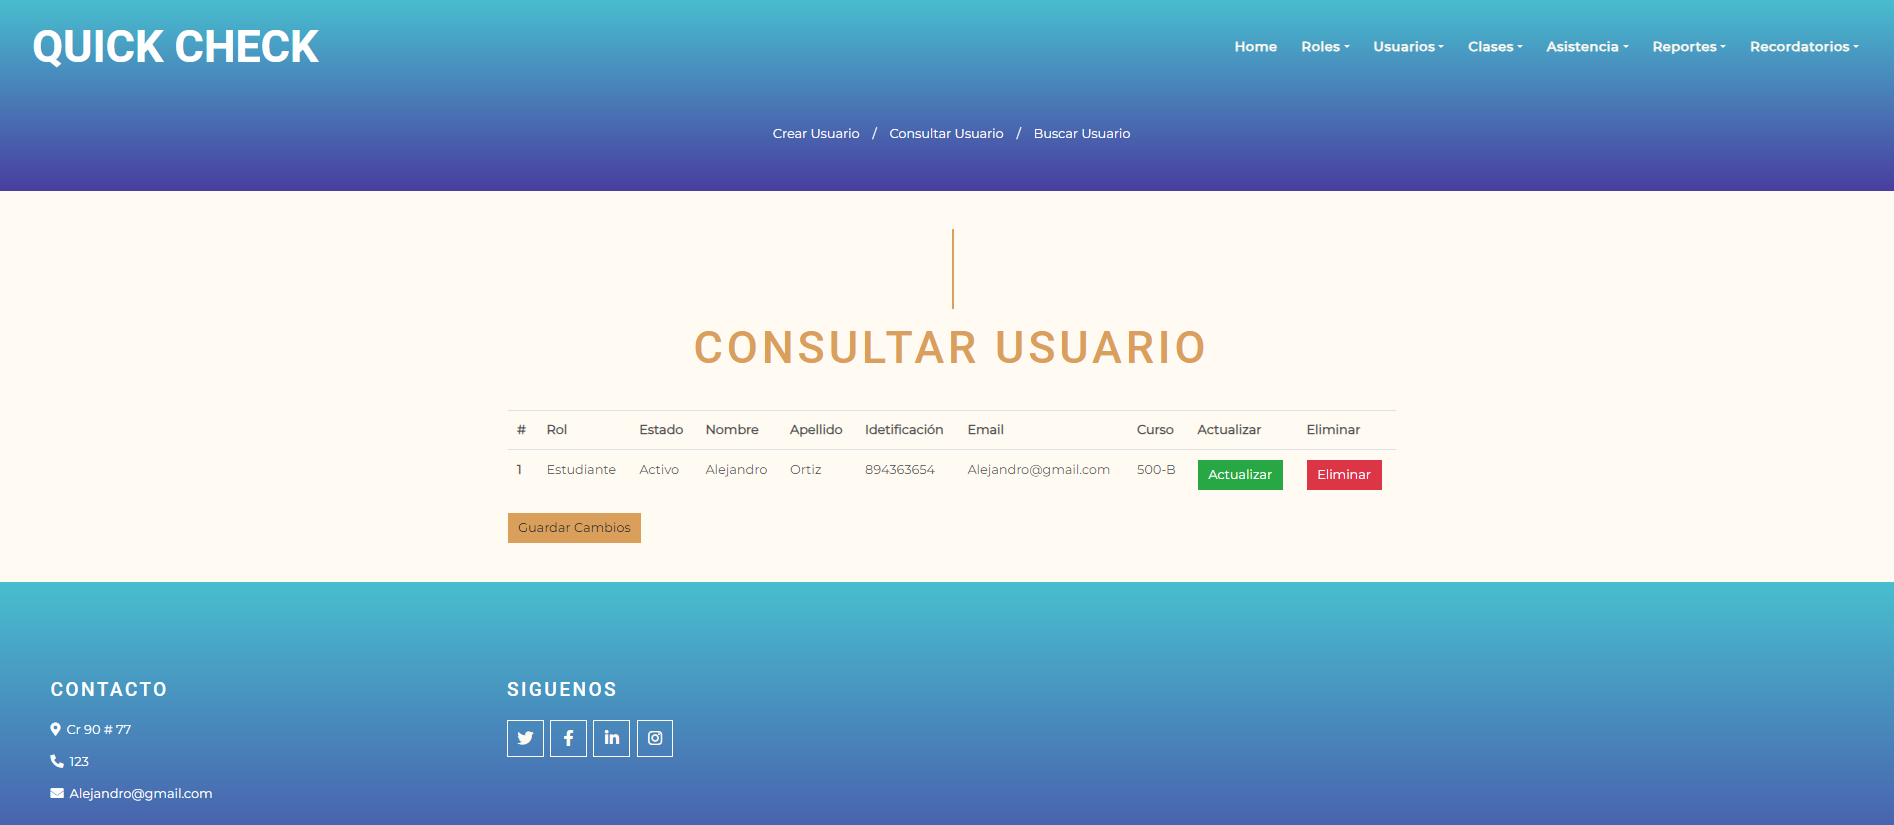 QUICK CHECK
Home Roles Usuarios Clases Asistencia Reportes Recordatorios
Crear Usuario / Consultar Usuario / Buscar Usuario
CONSULTAR USUARIO
# Rol Estado Nombre Apellido Idetificación Email Curso Actualizar Eliminar
1 Estudiante Activo Alejandro Ortiz 894363654 Alejandro@gmail.com 500-B Actualizar Eliminar
Guardar Cambios
CONTACTO
Cr 90 # 77
123
Alejandro@gmail.com
SIGUENOS